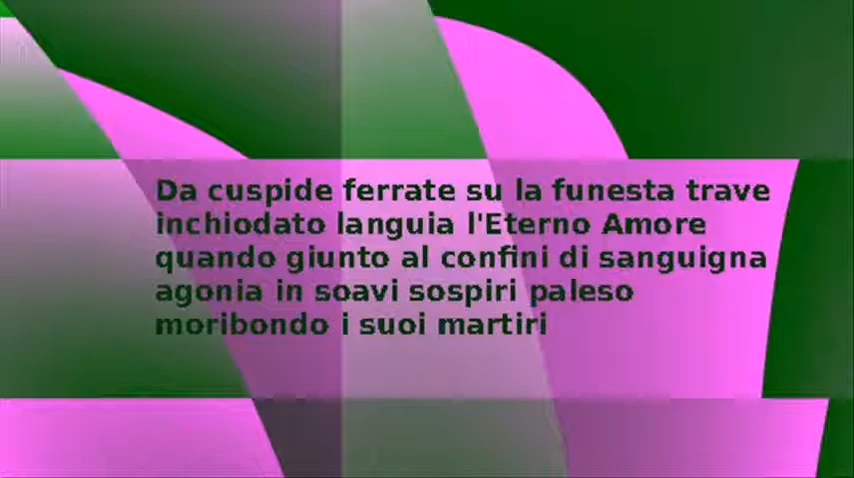 Da cuspide ferrate su la funesta trave
inchiodato languia l'Eterno Amore
quando giunto al confini di sanguigna
agonia in soavi sospiri paleso
moribondo i suoi martiri